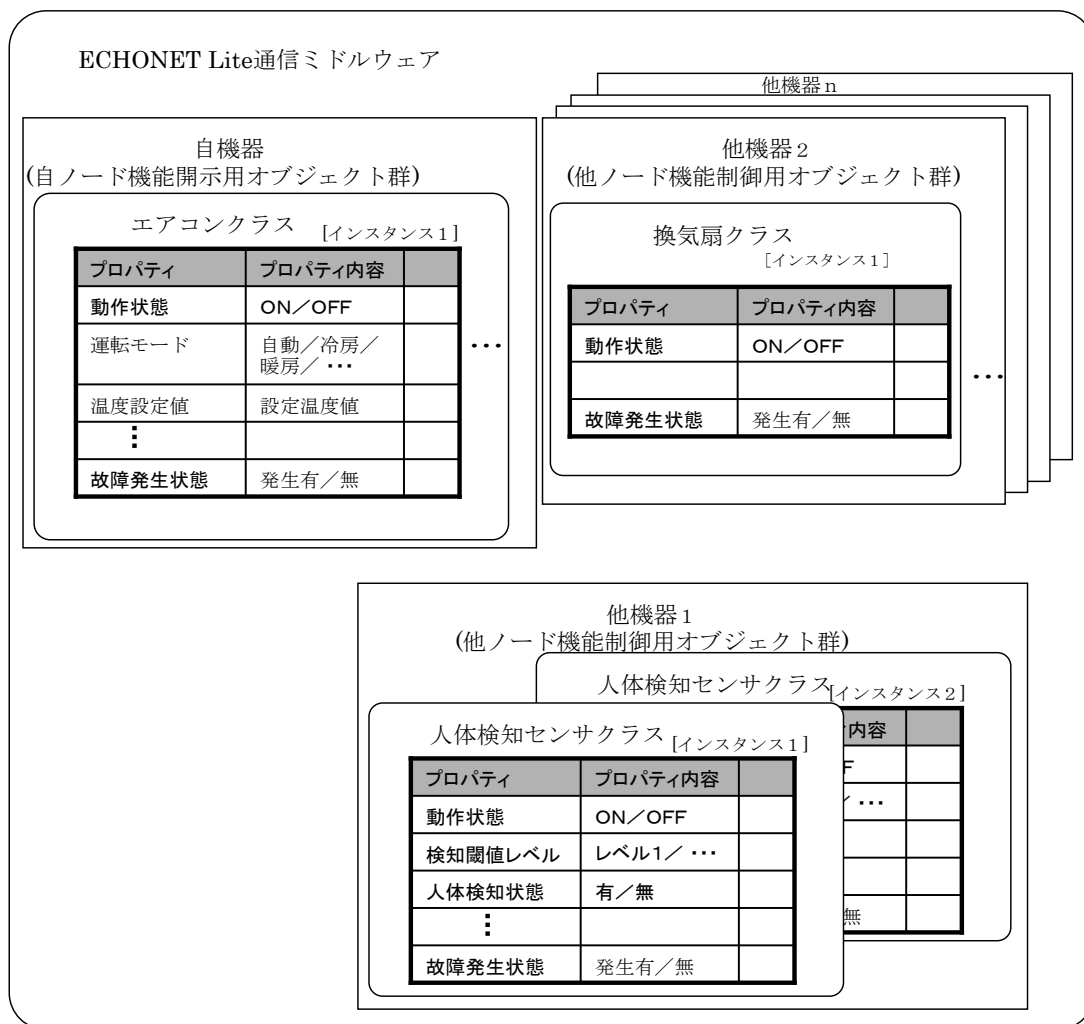 ECHONET Lite通信ミドルウェア
他機器n
自機器
(自ノード機能開示用オブジェクト群)
エアコンクラス [インスタンス1]
プロパティ プロパティ内容
動作状態 ON/OFF
運転モード 自動/冷房/
暖房/ ・・・
温度設定値 設定温度値
⋮
故障発生状態 発生有/無
・・・
他機器2
(他ノード機能制御用オブジェクト群)
換気扇クラス
[インスタンス1]
プロパティ プロパティ内容
動作状態 ON/OFF
故障発生状態 発生有/無
・・・
他機器1
(他ノード機能制御用オブジェクト群)
人体検知センサクラス [インスタンス2]
内容
F
・・・
無
人体検知センサクラス [インスタンス1]
プロパティ プロパティ内容
動作状態 ON/OFF
検知閾値レベル レベル1/ ・・・
人体検知状態 有/無
⋮
故障発生状態 発生有/無